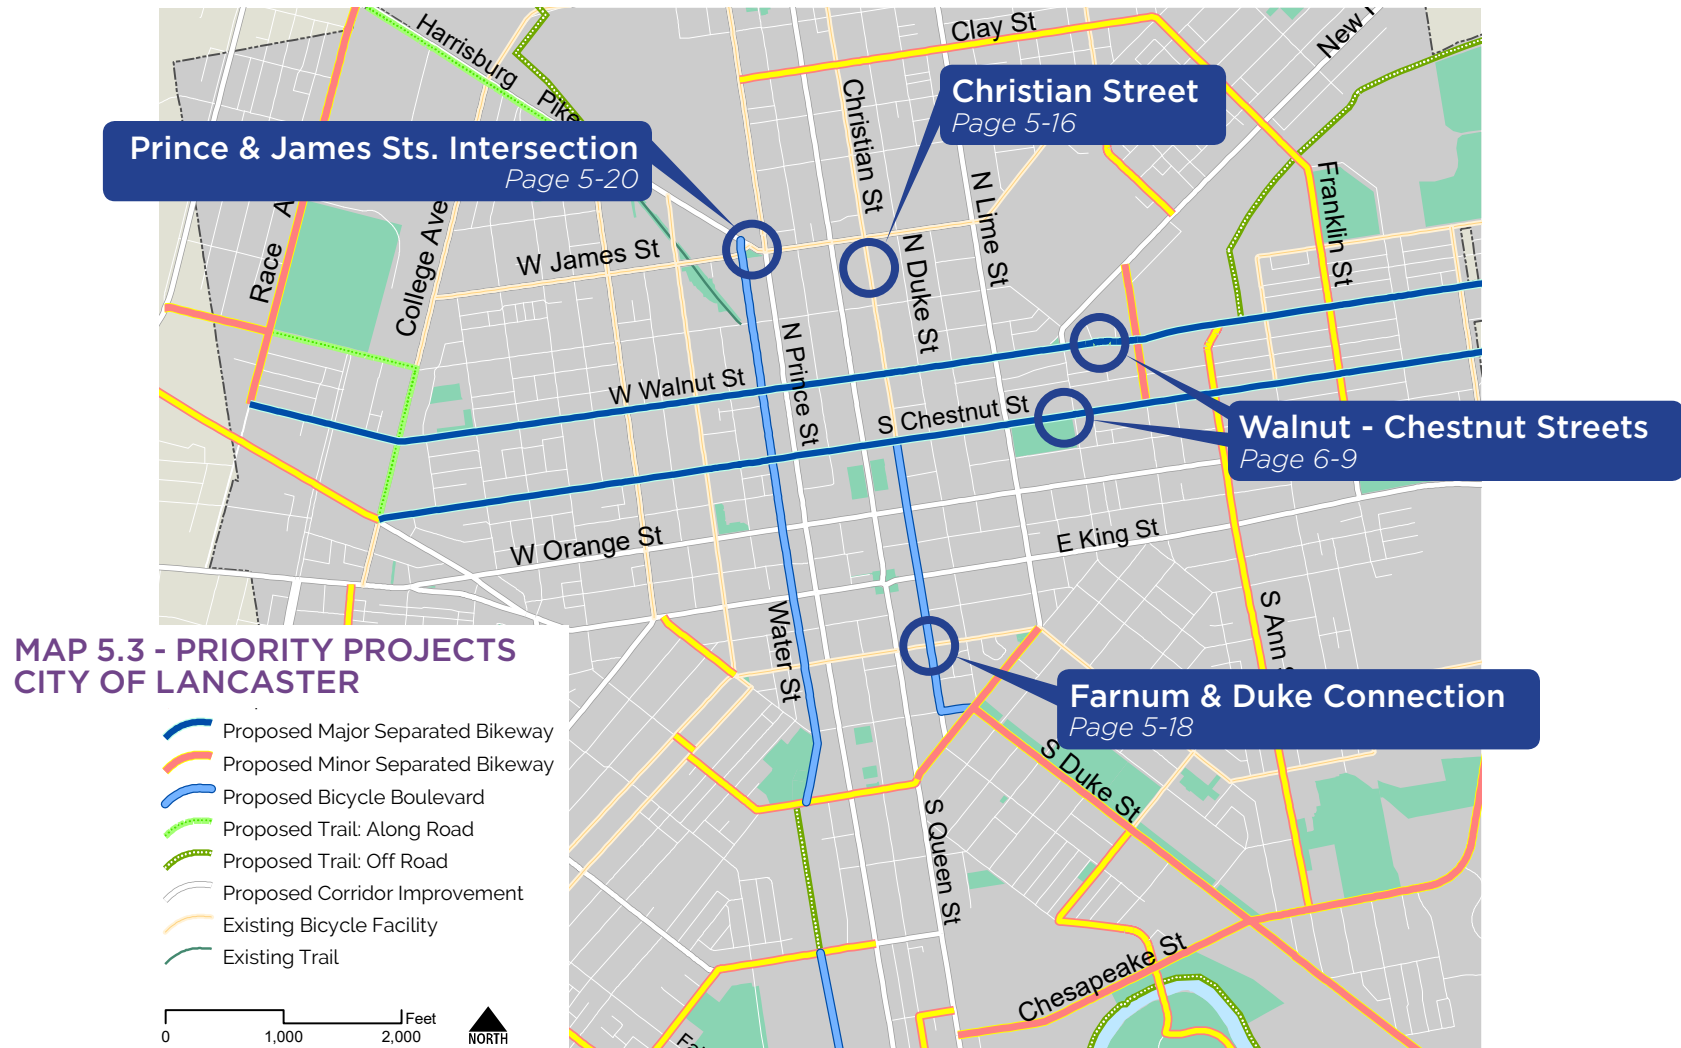 Clay St
New
Harrisburg
Pike
Christian Street
Page 5-16
Christian St
Prince & James Sts. Intersection
Page 5-20
Franklin St
N Lime St
College Ave
Race
W James St
N Duke St
N Prince St
W Walnut St
S Chestnut St
Walnut - Chestnut Streets
Page 6-9
W Orange St
E King St
Water St
S Ann
MAP 5.3 - PRIORITY PROJECTS
CITY OF LANCASTER
Farnum & Duke Connection
Page 5-18
S Duke St
S Queen St
Chesapeake St
Proposed Major Separated Bikeway
Proposed Minor Separated Bikeway
Proposed Bicycle Boulevard
Proposed Trail: Along Road
Proposed Trail: Off Road
Proposed Corridor Improvement
Existing Bicycle Facility
Existing Trail
Feet
0 1,000 2,000
NORTH